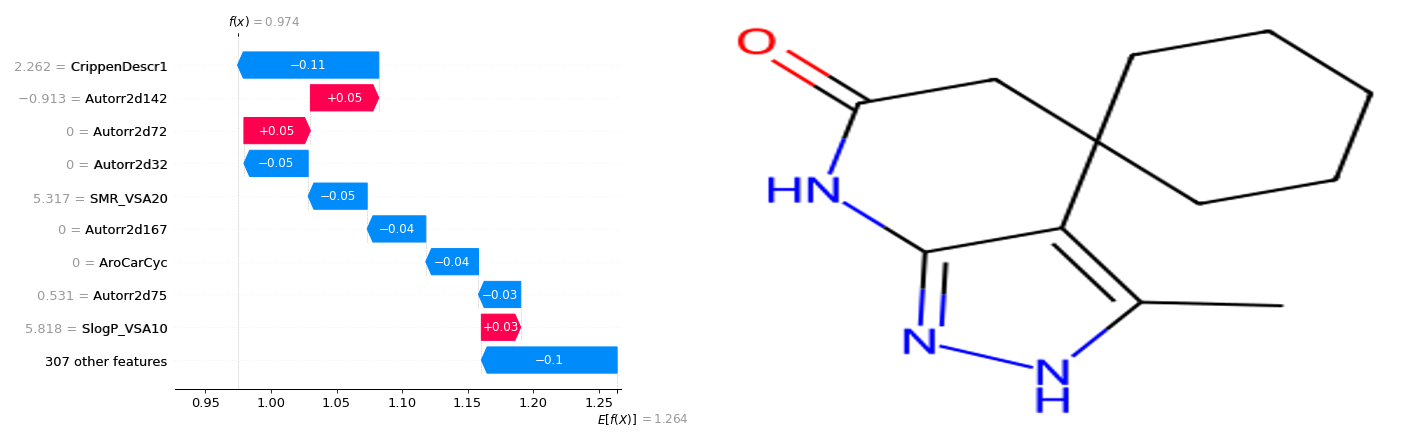 f(x) = 0.974
2.262 = CrippenDescr1
−0.11
−0.913 = Autorr2d142
+0.05
0 = Autorr2d72
+0.05
0 = Autorr2d32
−0.05
5.317 = SMR_VSA20
−0.05
0 = Autorr2d167
−0.04
0 = AroCarCyc
−0.04
0.531 = Autorr2d75
−0.03
5.818 = SlogP_VSA10
+0.03
307 other features
−0.1
0.95 1.00 1.05 1.10 1.15 1.20 1.25
E[f(X)] = 1.264
O
HN
N
N
H